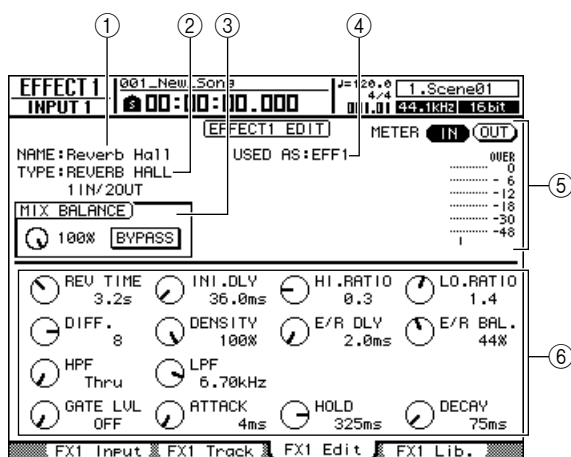 ① ② ③ ④
EFFECT 1 001_New_Song ♩=120.0 1.Scene01
4/4
INPUT 1 S 00:00:00.000 001.01 44.1kHz 16bit
EFFECT1 EDIT METER IN OUT
NAME:Reverb Hall USED AS:EFF1
TYPE:REVERB HALL
1IN/2OUT
OVER
0
- 6
-12
-18
-30
-48
⑤
MIX BALANCE
100% BYPASS
REV TIME INI.DLY HI.RATIO LO.RATIO
3.2s 36.0ms 0.3 1.4
DIFF. DENSITY E/R DLY E/R BAL.
8 100% 2.0ms 44%
⑥
HPF LPF
Thru 6.70kHz
GATE LVL ATTACK HOLD DECAY
OFF 4ms 325ms 75ms
FX1 Input FX1 Track FX1 Edit FX1 Lib.